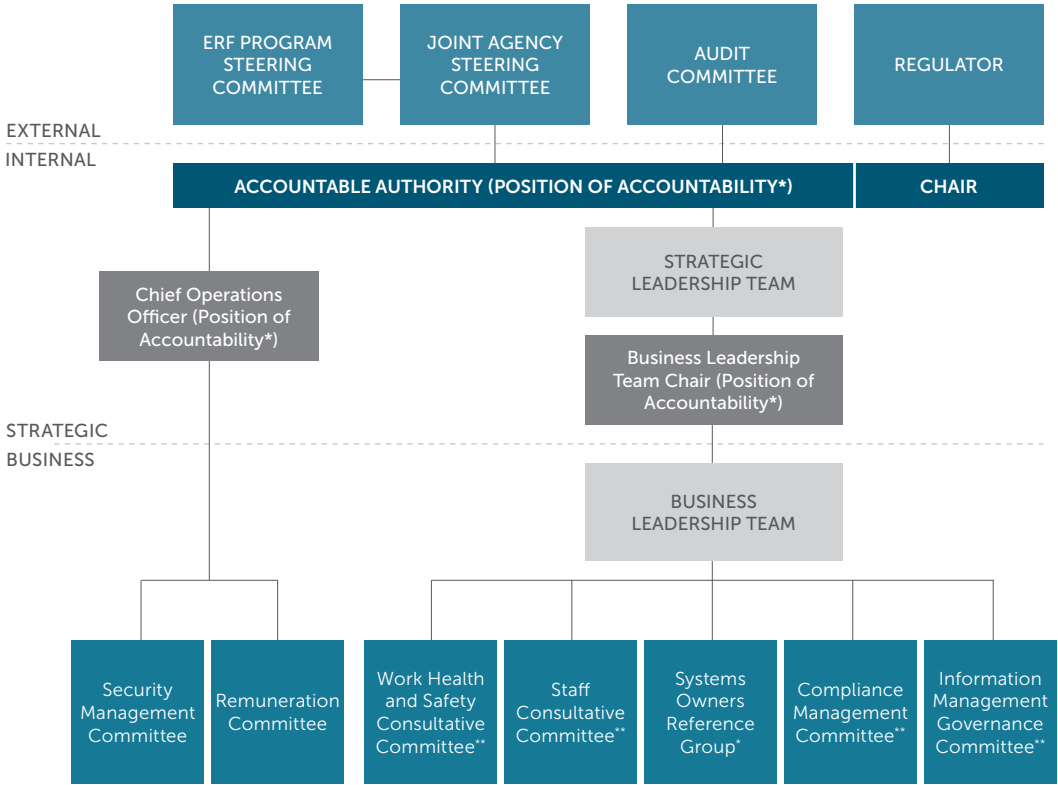 ERF PROGRAM
STEERING
COMMITTEE
JOINT AGENCY
STEERING
COMMITTEE
AUDIT
COMMITTEE
REGULATOR
EXTERNAL
INTERNAL
ACCOUNTABLE AUTHORITY (POSITION OF ACCOUNTABILITY*)
CHAIR
STRATEGIC
LEADERSHIP TEAM
Chief Operations
Officer (Position of
Accountability*)
Business Leadership
Team Chair (Position of
Accountability*)
STRATEGIC
BUSINESS
BUSINESS
LEADERSHIP TEAM
Security
Management
Committee
Remuneration
Committee
Work Health
and Safety
Consultative
Committee**
Staff
Consultative
Committee**
Systems
Owners
Reference
Group*
Compliance
Management
Committee**
Information
Management
Governance
Committee**